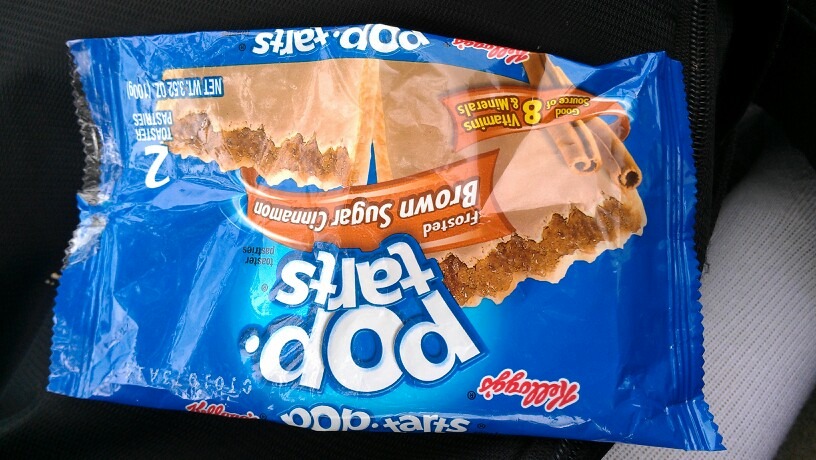 Kellogg's®
pop·tarts
Kellogg's®
pop·tarts®
toaster
pastries
Frosted
Brown Sugar Cinnamon
Good
Source of
8 Vitamins
& Minerals
2
TOASTER
PASTRIES
NET WT. 3.52 OZ. (100g)
Kellogg's®
pop·tarts